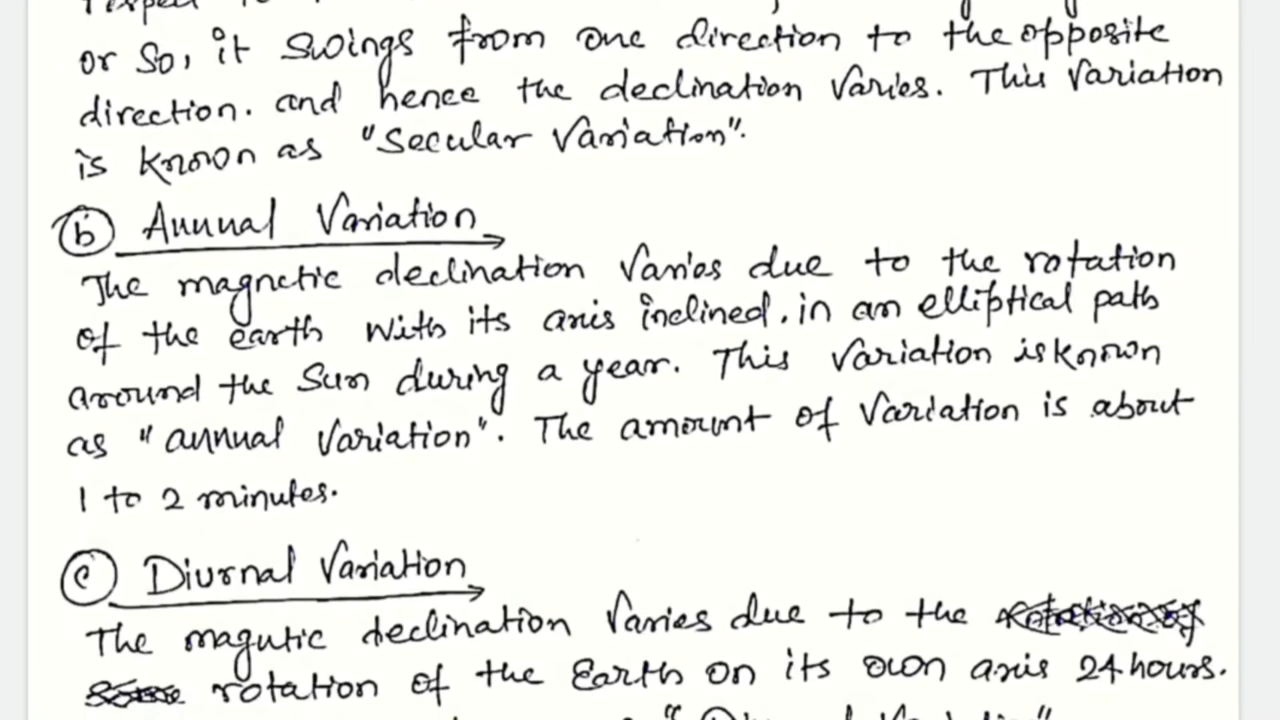 or So, it swings from one direction to the opposite
direction. and hence the declination varies. This Variation
is known as "Secular Variation".
(b) Annual Variation
The magnetic declination varies due to the rotation
of the earth with its axis inclined, in an elliptical path
around the Sun during a year. This variation is known
as "annual variation". The amount of variation is about
1 to 2 minutes.
(c) Diurnal Variation
The magnetic declination varies due to the
rotation of the Earth on its own axis 24 hours.